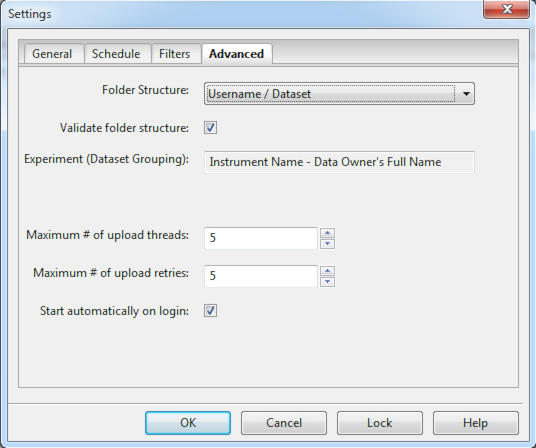 Settings
General Schedule Filters Advanced
Folder Structure: Username / Dataset
Validate folder structure:
Experiment (Dataset Grouping): Instrument Name - Data Owner's Full Name
Maximum # of upload threads: 5
Maximum # of upload retries: 5
Start automatically on login:
OK Cancel Lock Help